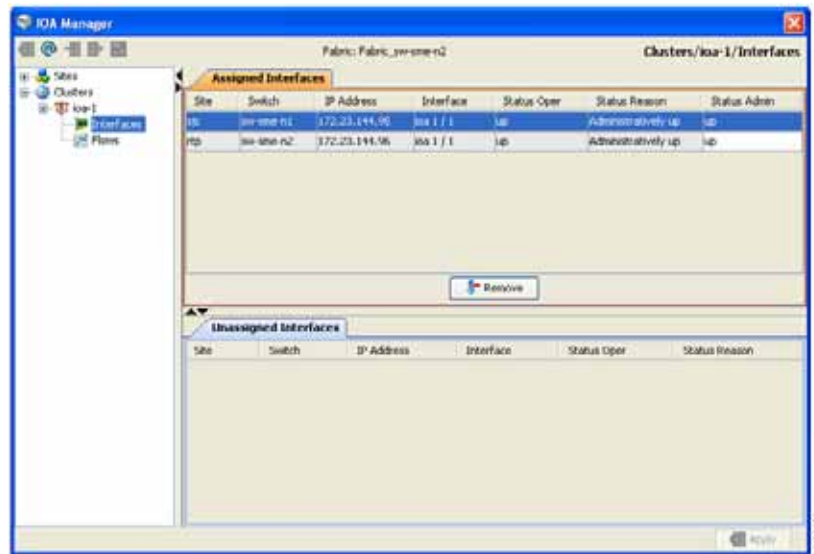 IOA Manager
Fabric: Fabric_sw-sme-n2
Clusters/ioa-1/Interfaces
Sites
Clusters
ioa-1
Interfaces
Flows
Assigned Interfaces
Site Switch IP Address Interface Status Oper Status Reason Status Admin
sw-sme-n1 172.23.144.95 ioa 1 / 1 up Administratively up up
rtp sw-sme-n2 172.23.144.96 ioa 1 / 1 up Administratively up up
Remove
Unassigned Interfaces
Site Switch IP Address Interface Status Oper Status Reason
Apply